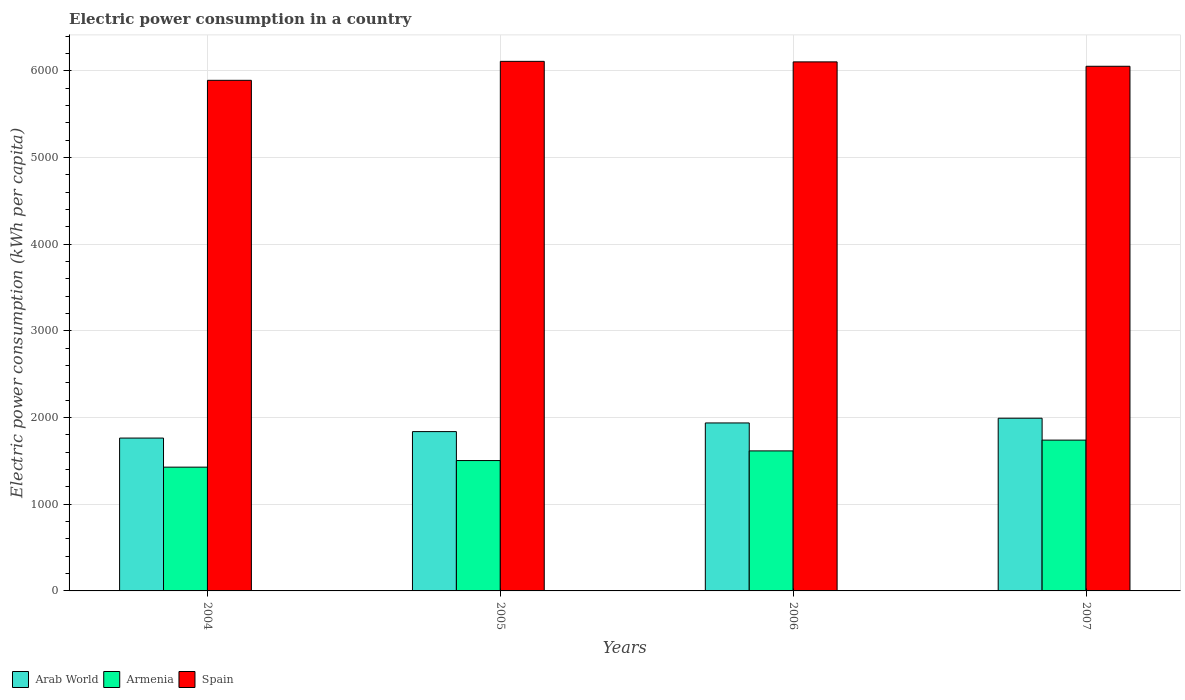 Electric power consumption in a country
Electric power consumption (kWh per capita)
6000
5000
4000
3000
2000
1000
0
2004
2005
2006
2007
Years
Arab World
Armenia
Spain